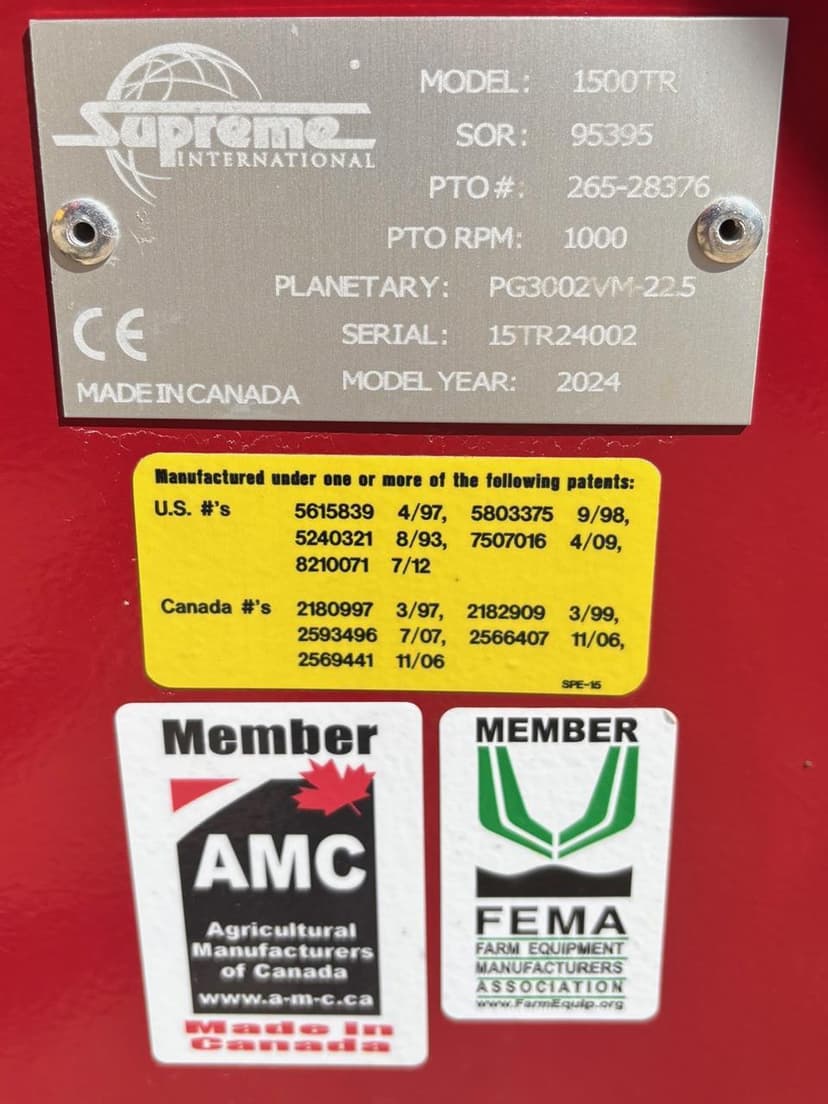 Supreme
INTERNATIONAL
MODEL: 1500TR
SOR: 95395
PTO#: 265-28376
PTO RPM: 1000
PLANETARY: PG3002VM-22.5
SERIAL: 15TR24002
MODEL YEAR: 2024
CE
MADE IN CANADA
Manufactured under one or more of the following patents:
U.S. #'s 5615839 4/97, 5803375 9/98,
5240321 8/93, 7507016 4/09,
8210071 7/12
Canada #'s 2180997 3/97, 2182909 3/99,
2593496 7/07, 2566407 11/06,
2569441 11/06
SPE-15
Member
AMC
Agricultural
Manufacturers
of Canada
www.a-m-c.ca
Made in
Canada
MEMBER
FEMA
FARM EQUIPMENT
MANUFACTURERS
ASSOCIATION
www.FarmEquip.org